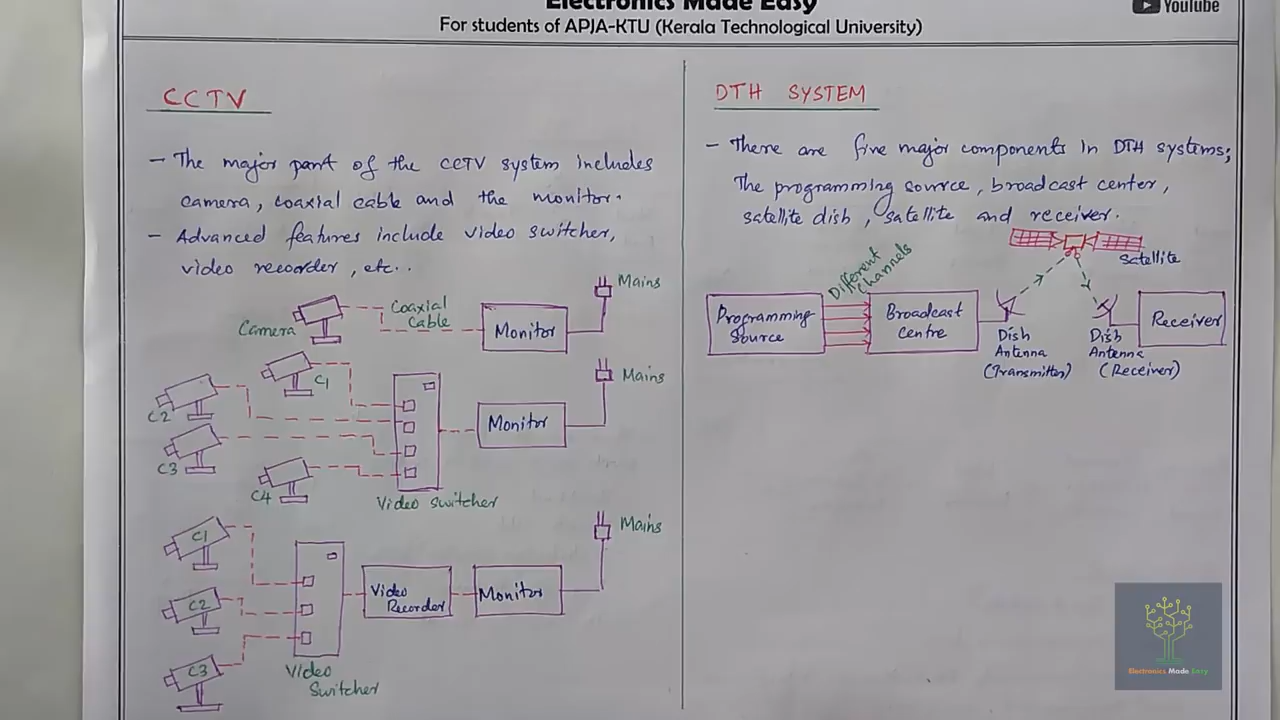 Electronics Made Easy
For students of APJA-KTU (Kerala Technological University)
YouTube
CCTV
- The major part of the CCTV system includes
camera, coaxial cable and the monitor.
- Advanced features include video switcher,
video recorder, etc..
Camera
Coaxial
Cable
Monitor
Mains
C1
C2
C3
C4
Video switcher
Monitor
Mains
C1
C2
C3
Video
Switcher
Video
Recorder
Monitor
Mains
DTH SYSTEM
- There are five major components in DTH systems;
The programming source, broadcast center,
satellite dish, satellite and receiver.
Programming
Source
Different
Channels
Broadcast
Centre
Dish
Antenna
(Transmitter)
Satellite
Dish
Antenna
(Receiver)
Receiver
Electronics Made Easy